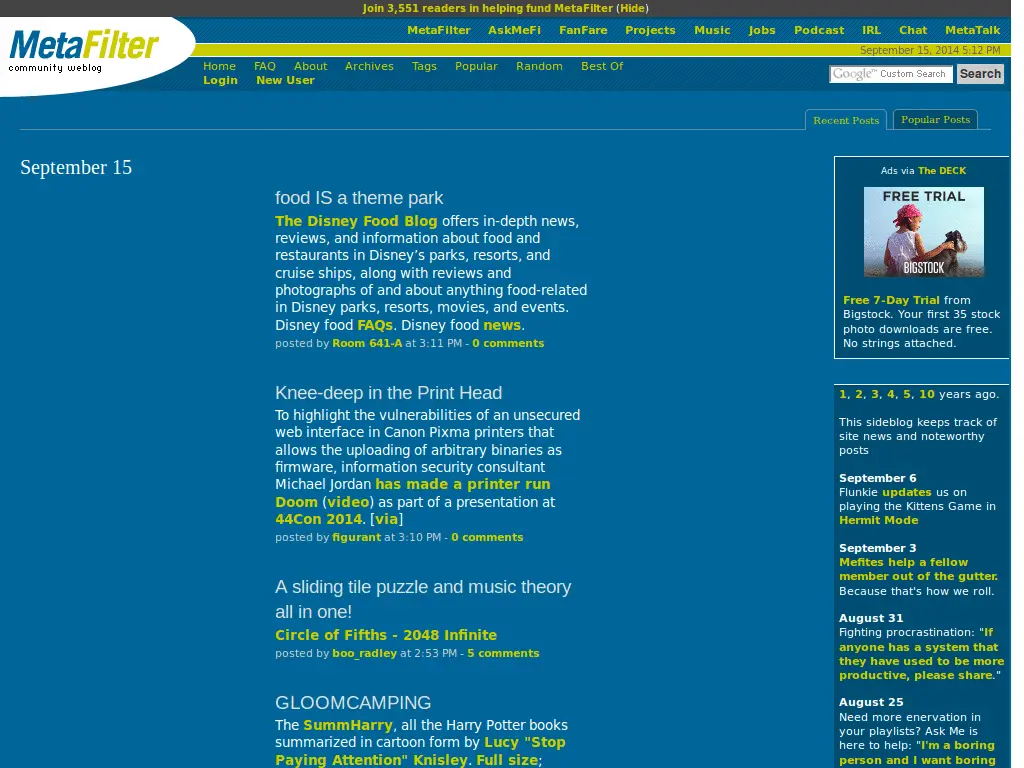 Join 3,551 readers in helping fund MetaFilter (Hide)
MetaFilter AskMeFi FanFare Projects Music Jobs Podcast IRL Chat MetaTalk
MetaFilter
community weblog
September 15, 2014 5:12 PM
Home FAQ About Archives Tags Popular Random Best Of
Login New User
Google™ Custom Search Search
Recent Posts Popular Posts
September 15
food IS a theme park
The Disney Food Blog offers in-depth news,
reviews, and information about food and
restaurants in Disney’s parks, resorts, and
cruise ships, along with reviews and
photographs of and about anything food-related
in Disney parks, resorts, movies, and events.
Disney food FAQs. Disney food news.
posted by Room 641-A at 3:11 PM - 0 comments
Knee-deep in the Print Head
To highlight the vulnerabilities of an unsecured
web interface in Canon Pixma printers that
allows the uploading of arbitrary binaries as
firmware, information security consultant
Michael Jordan has made a printer run
Doom (video) as part of a presentation at
44Con 2014. [via]
posted by figurant at 3:10 PM - 0 comments
A sliding tile puzzle and music theory
all in one!
Circle of Fifths - 2048 Infinite
posted by boo_radley at 2:53 PM - 5 comments
GLOOMCAMPING
The SummHarry, all the Harry Potter books
summarized in cartoon form by Lucy "Stop
Paying Attention" Knisley. Full size;
Ads via The DECK
FREE TRIAL
BIGSTOCK
Free 7-Day Trial from
Bigstock. Your first 35 stock
photo downloads are free.
No strings attached.
1, 2, 3, 4, 5, 10 years ago.
This sideblog keeps track of
site news and noteworthy
posts
September 6
Flunkie updates us on
playing the Kittens Game in
Hermit Mode
September 3
Mefites help a fellow
member out of the gutter.
Because that's how we roll.
August 31
Fighting procrastination: "If
anyone has a system that
they have used to be more
productive, please share."
August 25
Need more enervation in
your playlists? Ask Me is
here to help: "I'm a boring
person and I want boring